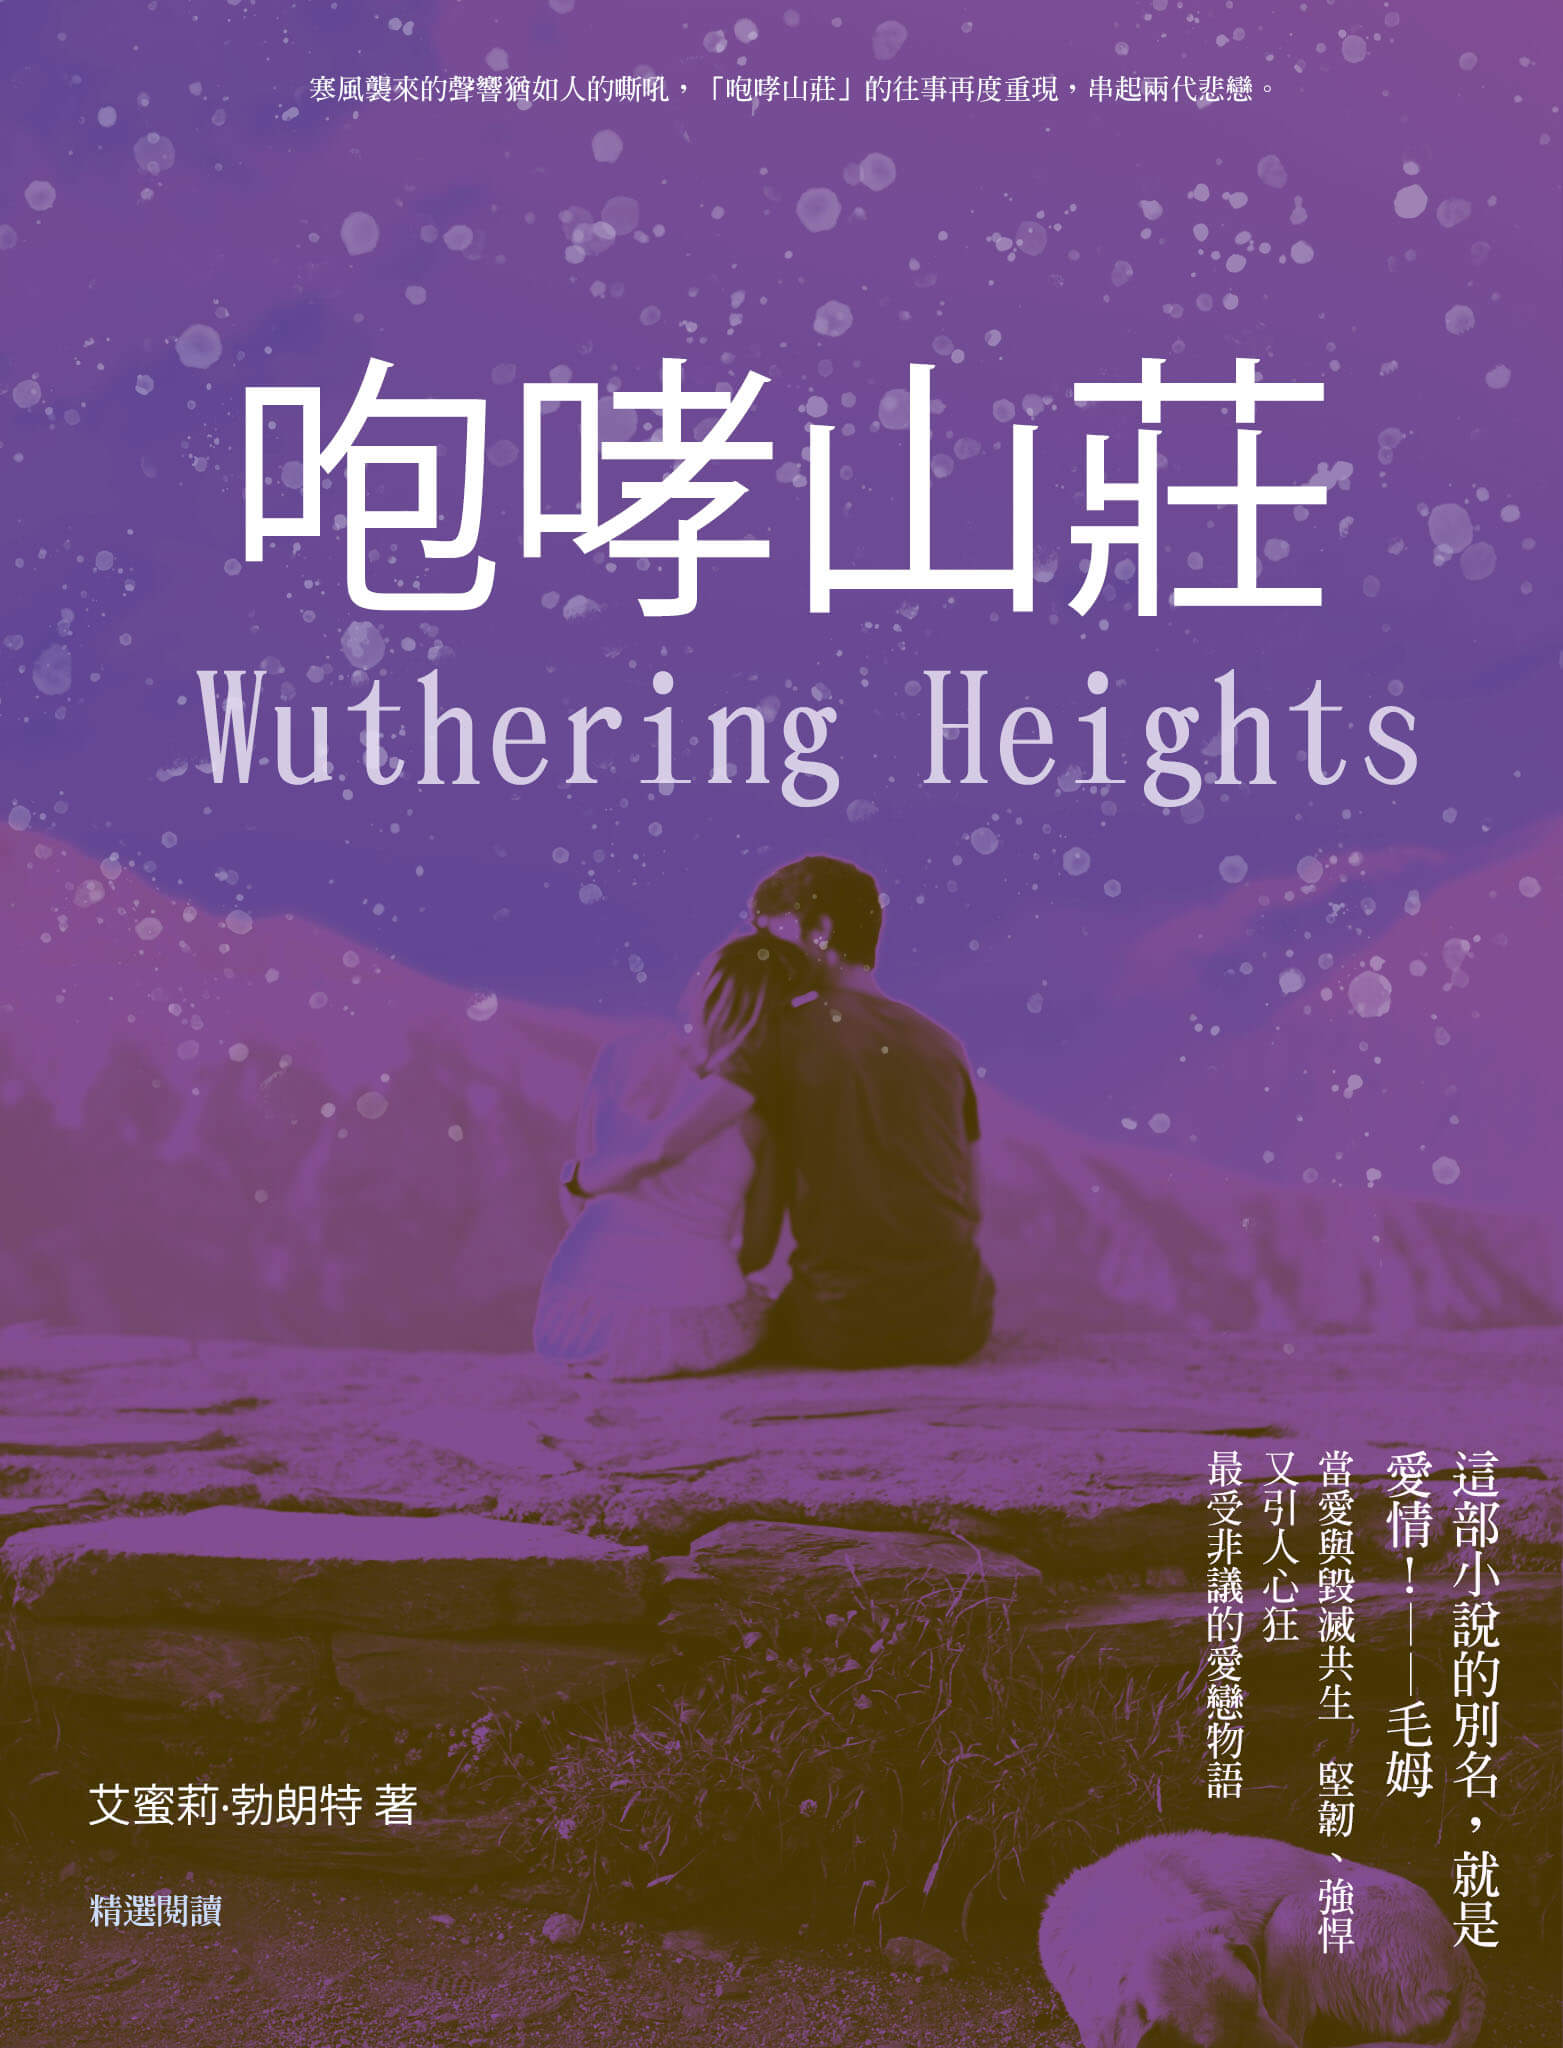 寒風襲來的聲響猶如人的嘶吼，「咆哮山莊」的往事再度重現，串起兩代悲戀。
咆哮山莊
Wuthering Heights
這部小說的別名，就是
愛情！——毛姆
當愛與毀滅共生　堅韌、強悍
又引人心狂
最受非議的愛戀物語
艾蜜莉·勃朗特 著
精選閱讀